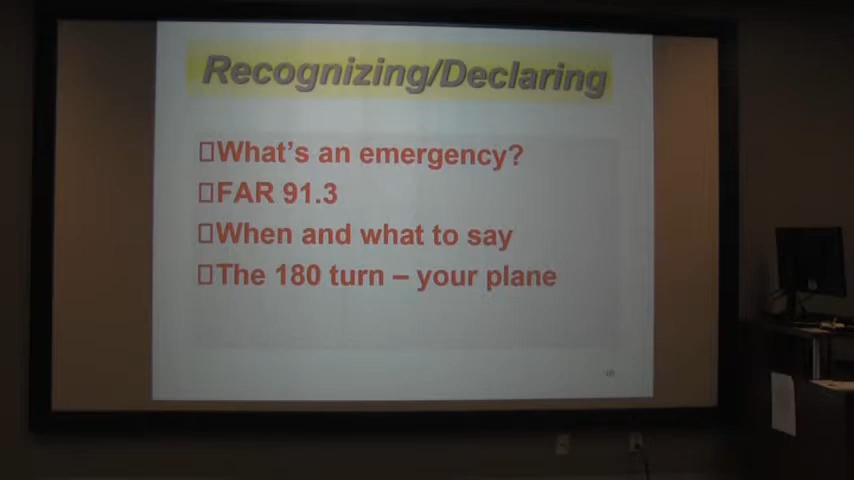 Recognizing/Declaring
What's an emergency?
FAR 91.3
When and what to say
The 180 turn – your plane